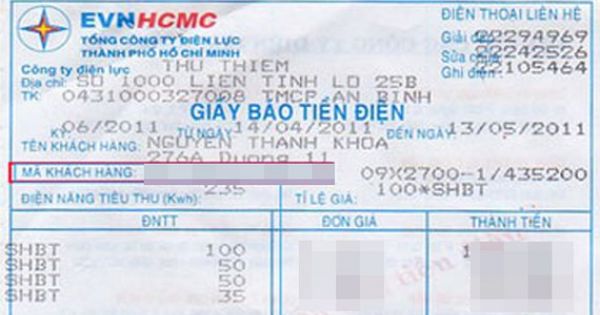 EVNHCMC
TỔNG CÔNG TY ĐIỆN LỰC
THÀNH PHỐ HỒ CHÍ MINH
ĐIỆN THOẠI LIÊN HỆ
Giải đáp: 22294969
Sửa chữa: 22242526
Ghi điện: 22105464
Công ty điện lực THU THIEM
Địa chỉ: SO 1000 LIEN TINH LO 25B
TK: 0431000327008 TMCP AN BINH
GIẤY BÁO TIỀN ĐIỆN
KỲ: 06/2011 TỪ NGÀY: 14/04/2011 ĐẾN NGÀY: 13/05/2011
TÊN KHÁCH HÀNG: NGUYEN THANH KHOA
276A Duong 11
MÃ KHÁCH HÀNG: 09X2700-1/435200
ĐIỆN NĂNG TIÊU THỤ (Kwh): 235 TỈ LỆ GIÁ: 100*SHBT
ĐNTT ĐƠN GIÁ THÀNH TIỀN
SHBT 100 1
SHBT 50
SHBT 50
SHBT 35